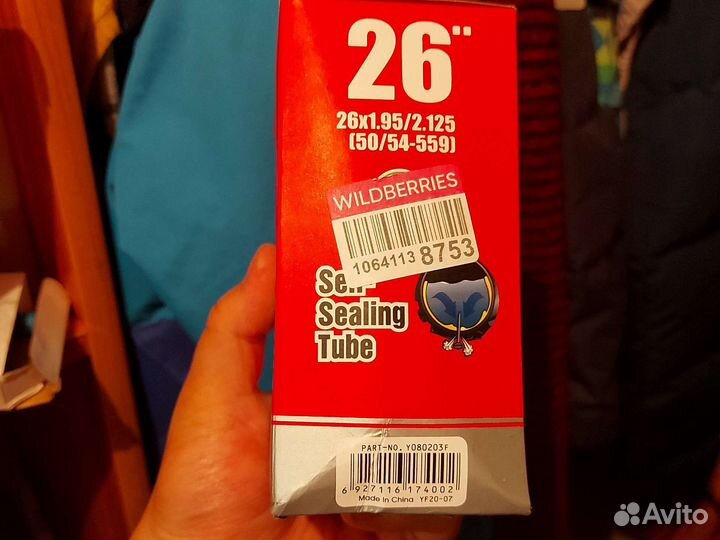 26"
26x1.95/2.125
(50/54-559)
WILDBERRIES
1064113 8753
Self-
Sealing
Tube
PART-NO. Y080203F
6 927116 174002
Made In China YF20-07
Avito